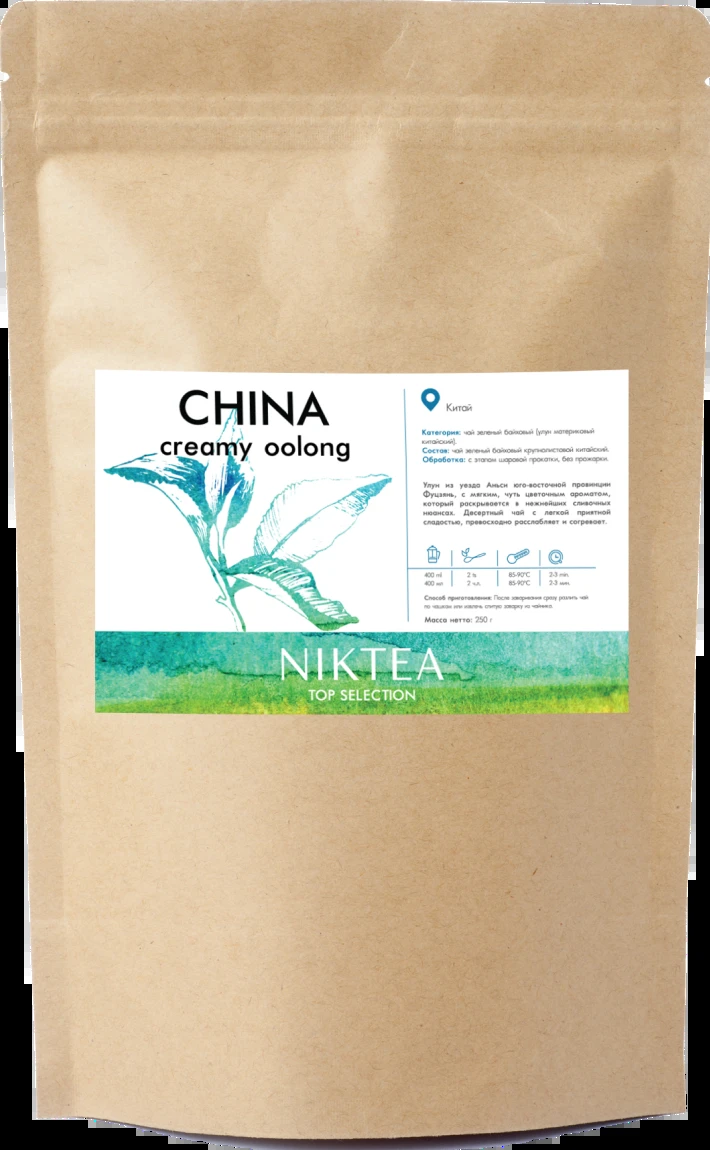 CHINA
creamy oolong
Китай
Категория: чай зеленый байховый (улун материковый
китайский).
Состав: чай зеленый байховый крупнолистовой китайский.
Обработка: с этапом шаровой прокатки, без прожарки.
Улун из уезда Аньси юго-восточной провинции
Фуцзянь, с мягким, чуть цветочным ароматом,
который раскрывается в нежнейших сливочных
нюансах. Десертный чай с легкой приятной
сладостью, превосходно расслабляет и согревает.
400 ml 2 ts 85-90°C 2-3 min.
400 мл 2 ч.л. 85-90°C 2-3 мин.
Способ приготовления: После заваривания сразу разлить чай
по чашкам или извлечь спитую заварку из чайника.
Масса нетто: 250 г
NIKTEA
TOP SELECTION